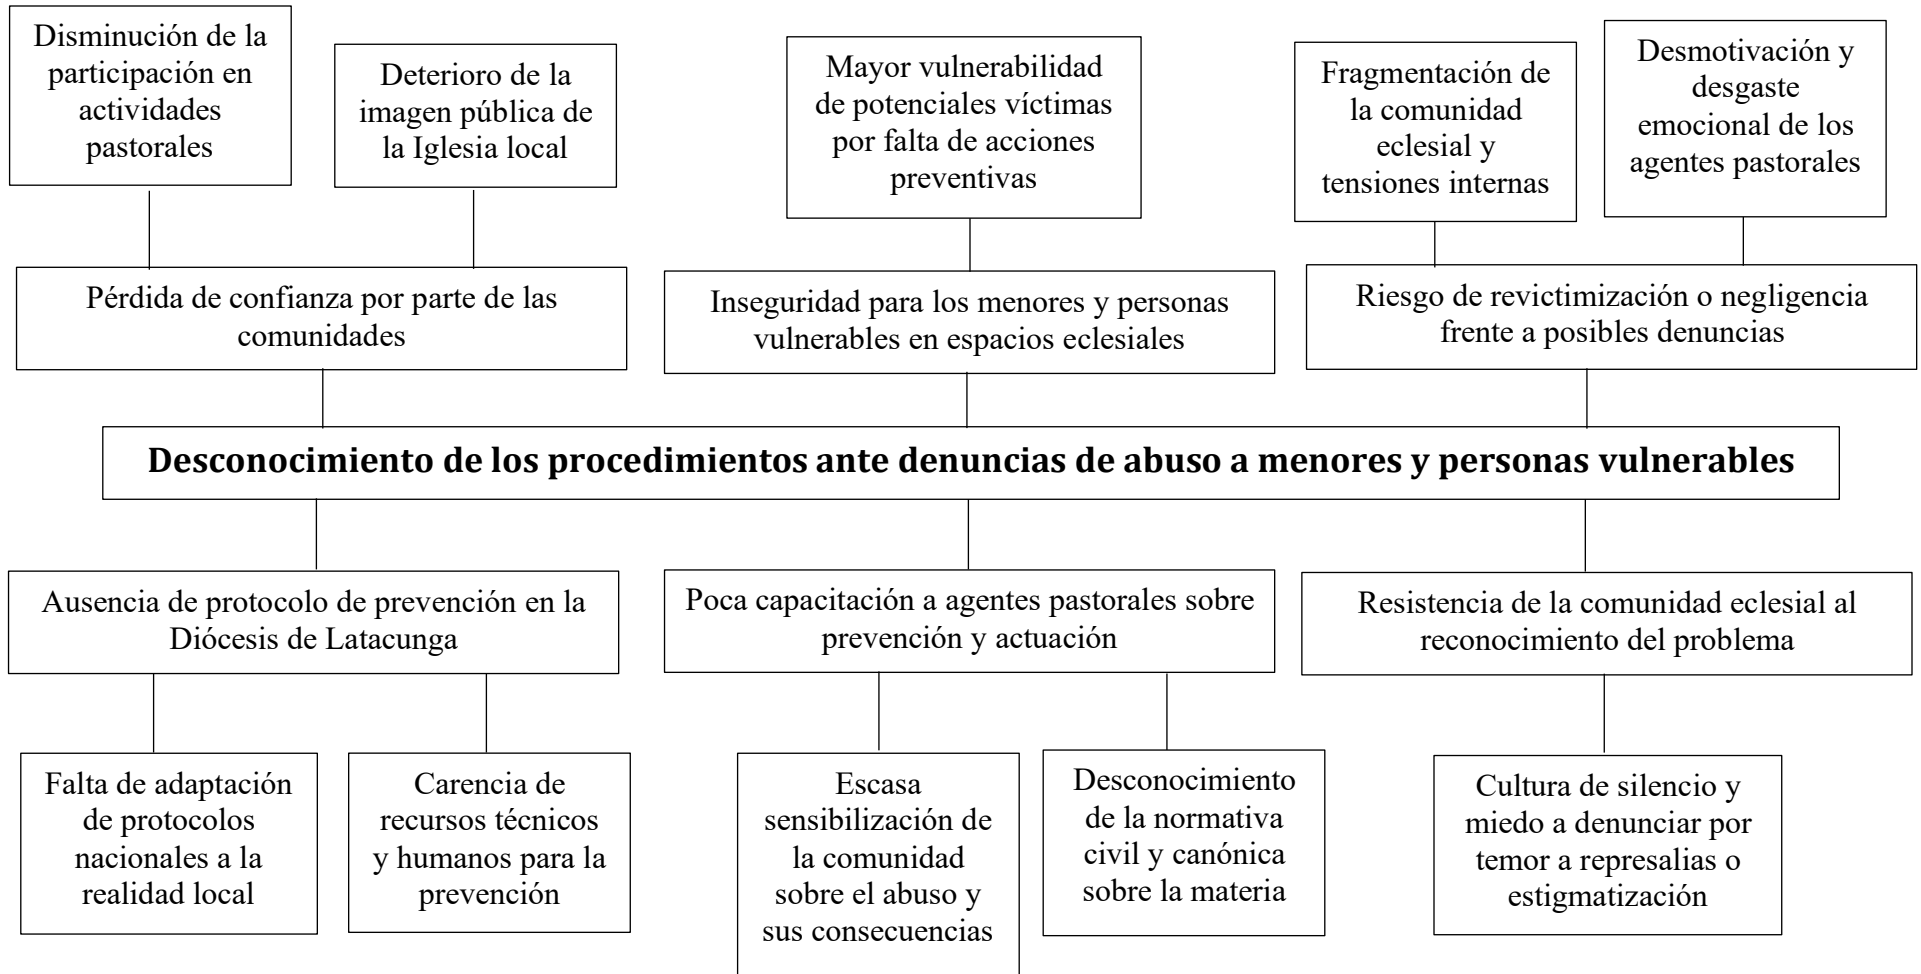 Disminución de la
participación en
actividades
pastorales
Deterioro de la
imagen pública de
la Iglesia local
Mayor vulnerabilidad
de potenciales víctimas
por falta de acciones
preventivas
Fragmentación de
la comunidad
eclesial y
tensiones internas
Desmotivación y
desgaste
emocional de los
agentes pastorales
Pérdida de confianza por parte de las
comunidades
Inseguridad para los menores y personas
vulnerables en espacios eclesiales
Riesgo de revictimización o negligencia
frente a posibles denuncias
Desconocimiento de los procedimientos ante denuncias de abuso a menores y personas vulnerables
Ausencia de protocolo de prevención en la
Diócesis de Latacunga
Poca capacitación a agentes pastorales sobre
prevención y actuación
Resistencia de la comunidad eclesial al
reconocimiento del problema
Falta de adaptación
de protocolos
nacionales a la
realidad local
Carencia de
recursos técnicos
y humanos para la
prevención
Escasa
sensibilización de
la comunidad
sobre el abuso y
sus consecuencias
Desconocimiento
de la normativa
civil y canónica
sobre la materia
Cultura de silencio y
miedo a denunciar por
temor a represalias o
estigmatización